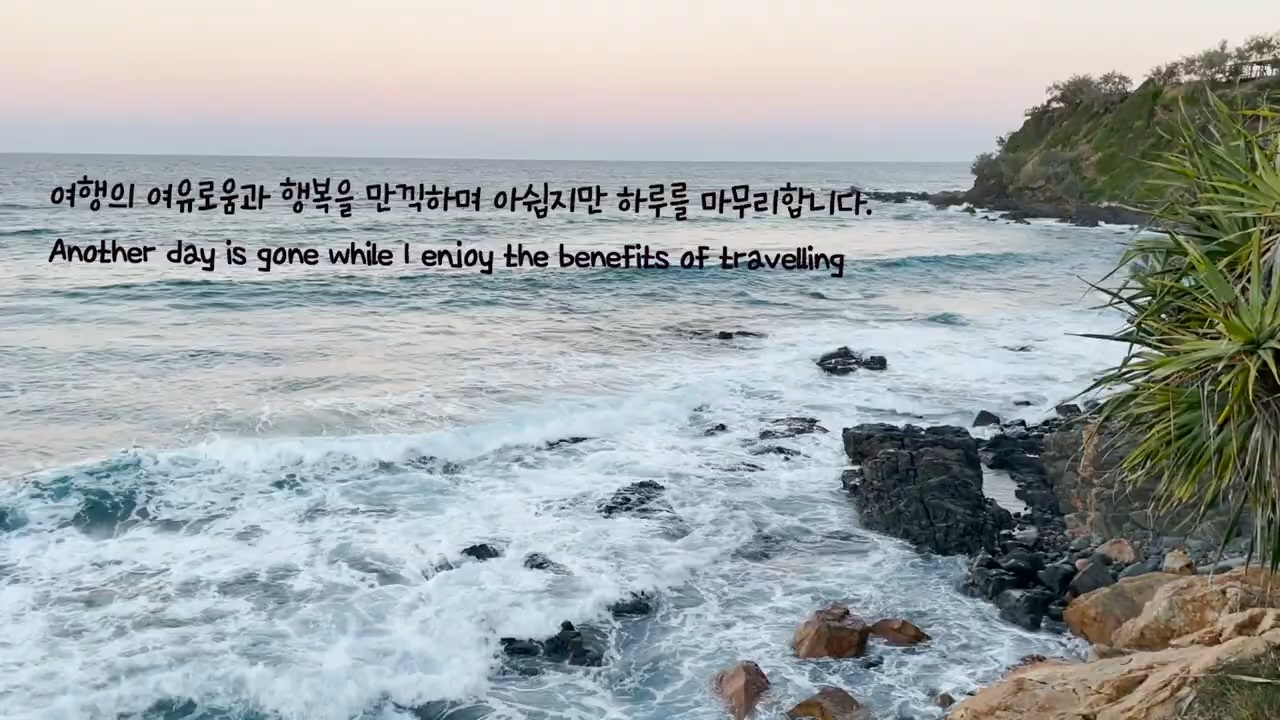 여행의 여유로움과 행복을 만끽하며 아쉽지만 하루를 마무리합니다.
Another day is gone while I enjoy the benefits of travelling